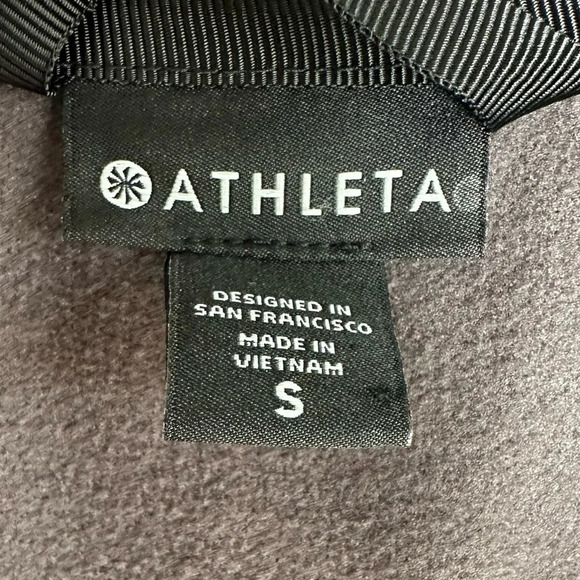 ATHLETA
DESIGNED IN
SAN FRANCISCO
MADE IN
VIETNAM
S